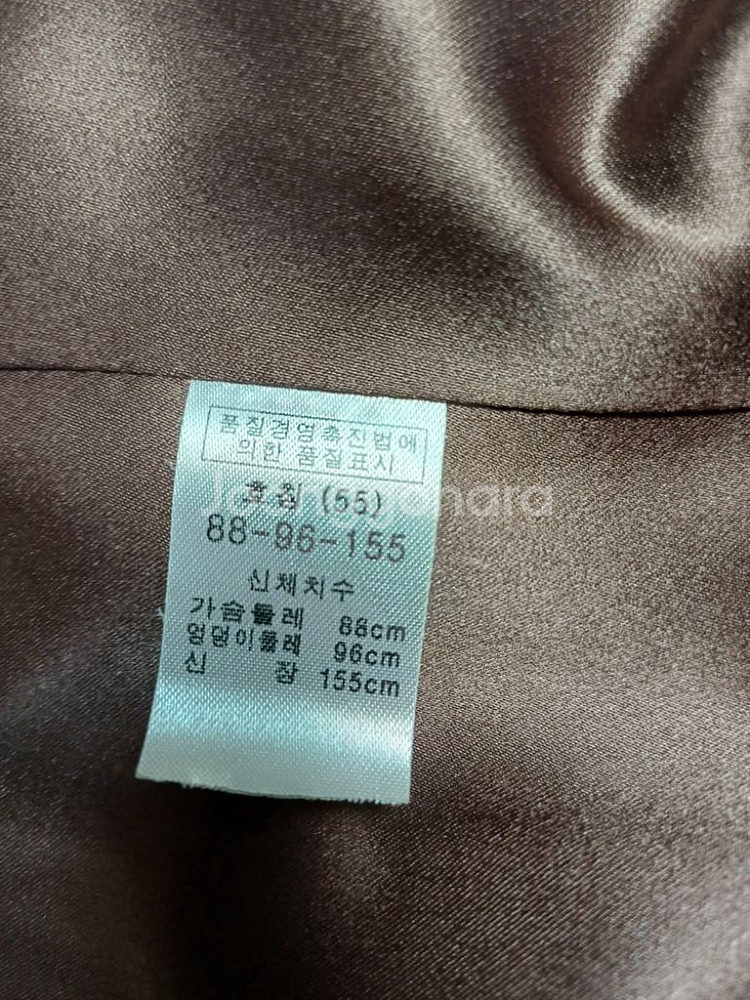 품질경영촉진법에
의한 품질표시
호칭 (55)
88-96-155
신체치수
가슴둘레 88cm
엉덩이둘레 96cm
신 장 155cm
Joonggonara